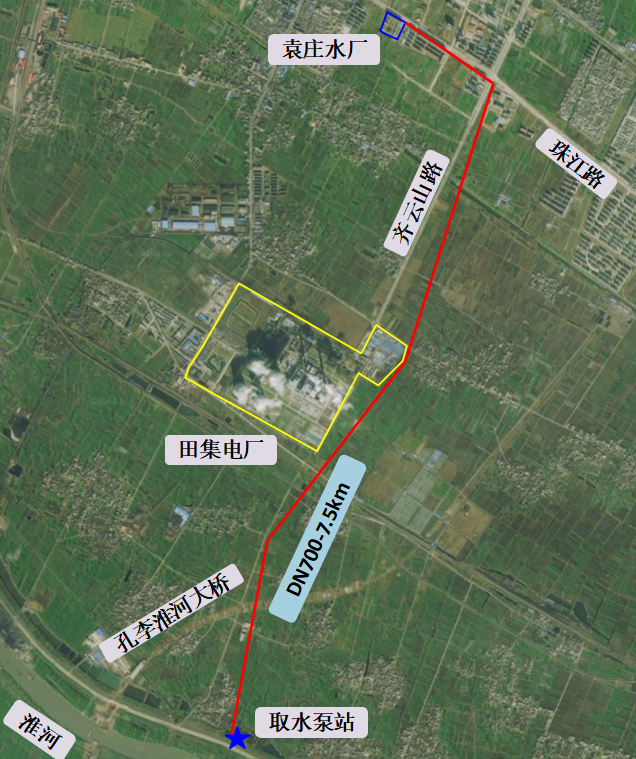 袁庄水厂
珠江路
齐云山路
田集电厂
DN700-7.5km
孔李淮河大桥
取水泵站
淮河